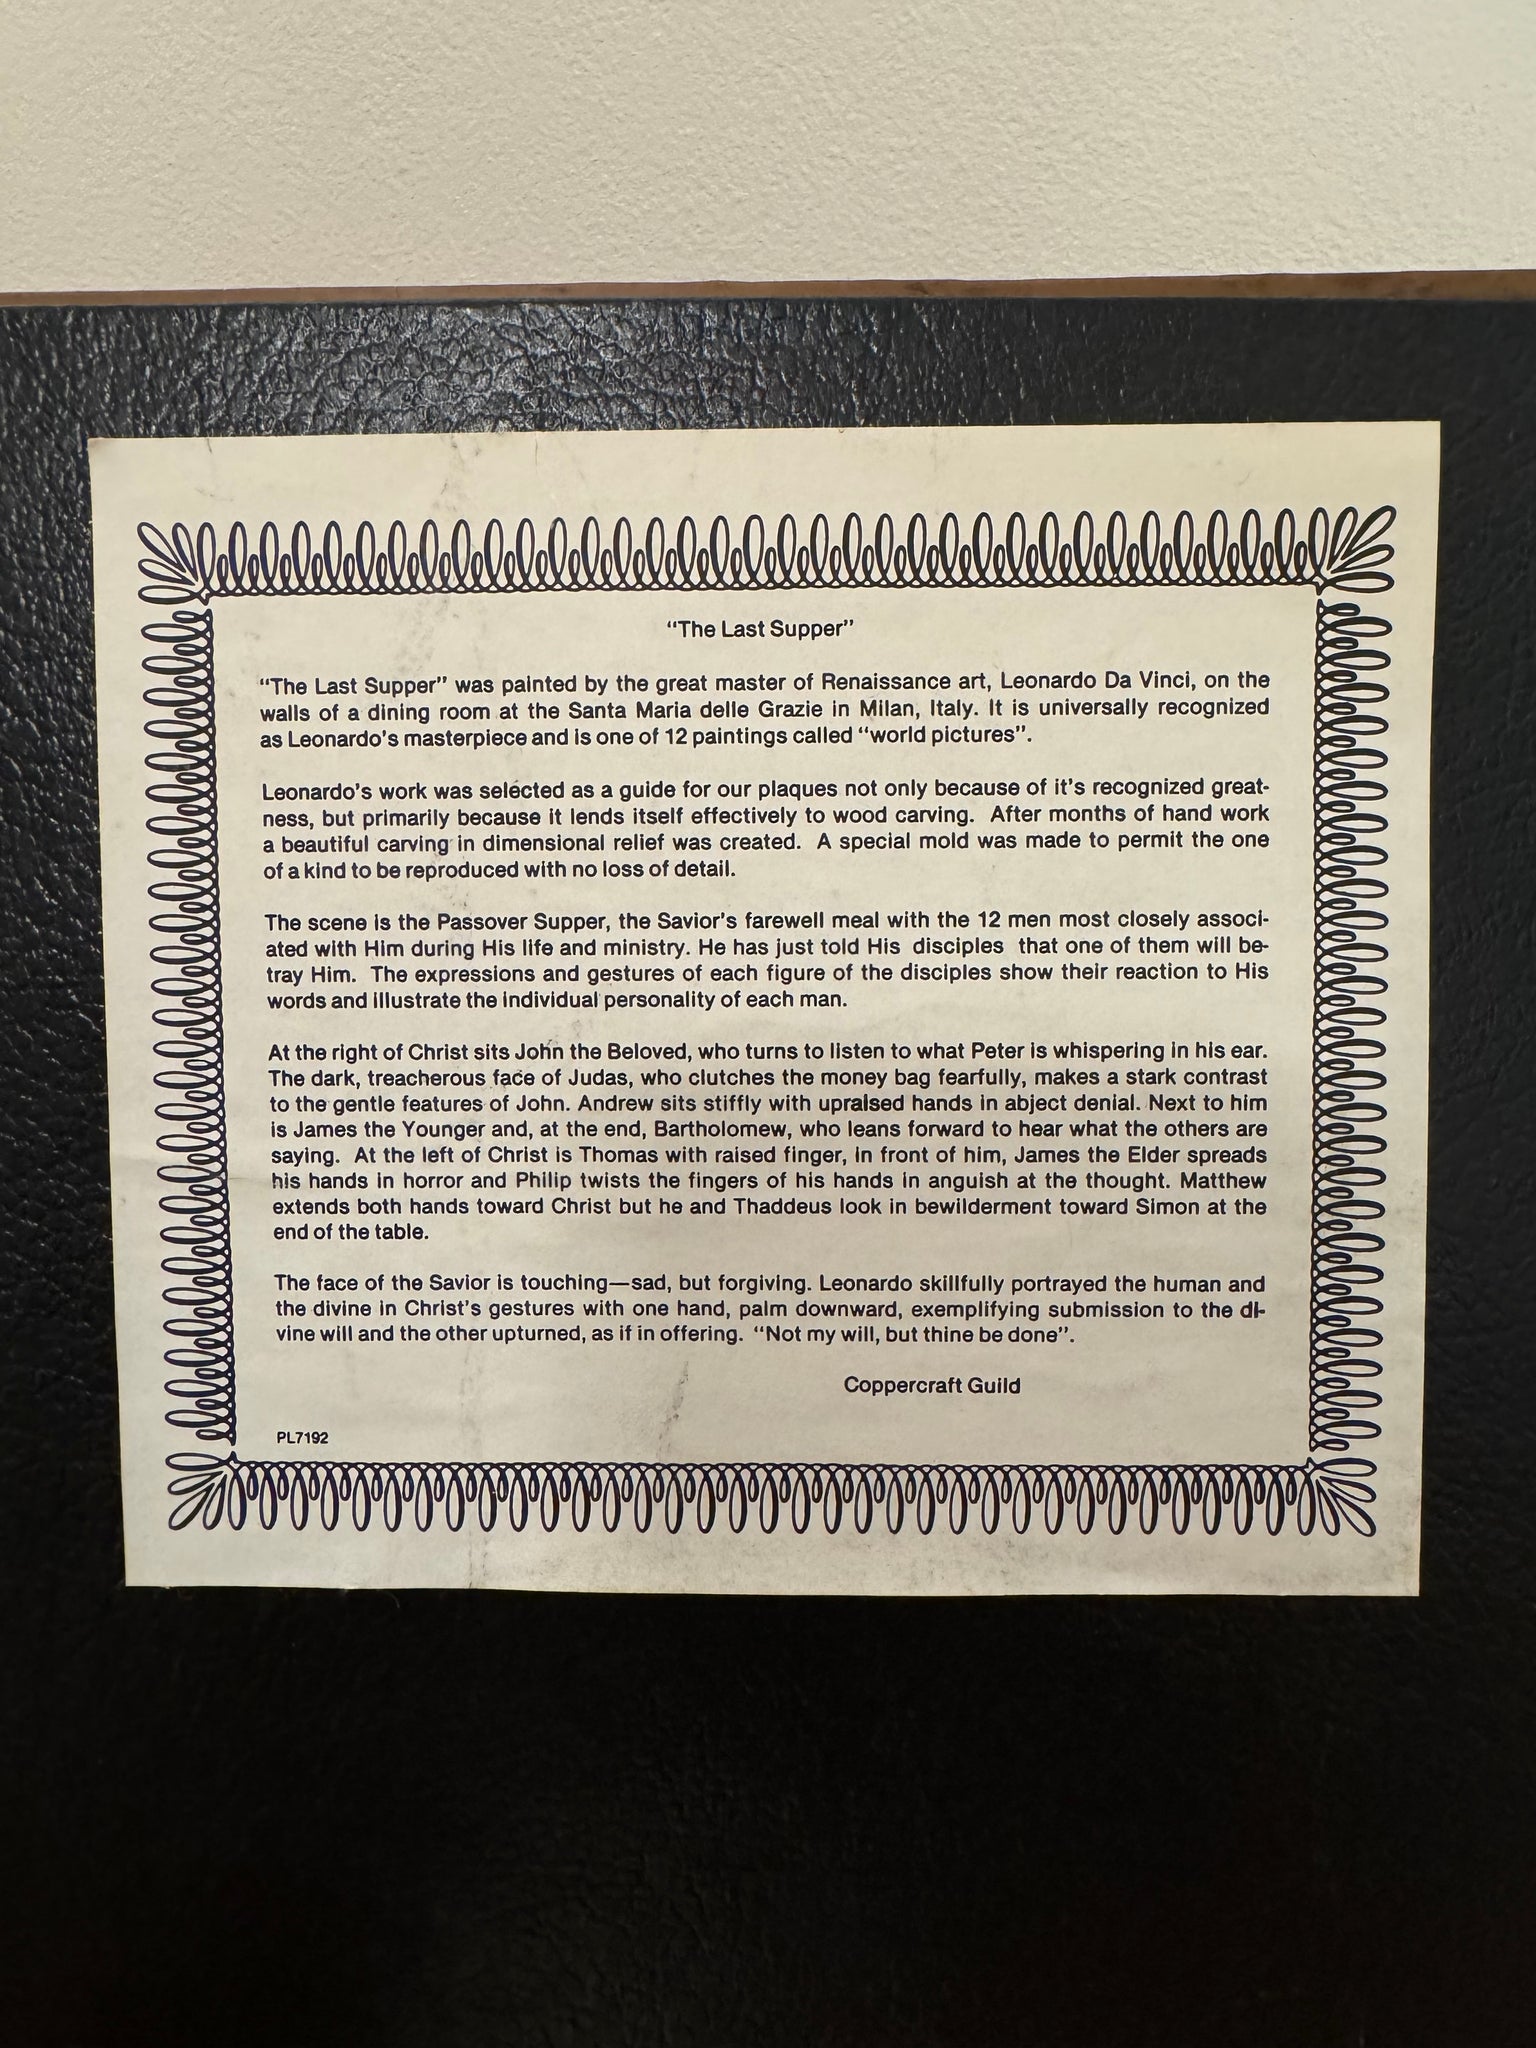 “The Last Supper”
“The Last Supper” was painted by the great master of Renaissance art, Leonardo Da Vinci, on the
walls of a dining room at the Santa Maria delle Grazie in Milan, Italy. It is universally recognized
as Leonardo’s masterpiece and is one of 12 paintings called “world pictures”.
Leonardo’s work was selected as a guide for our plaques not only because of it’s recognized great-
ness, but primarily because it lends itself effectively to wood carving. After months of hand work
a beautiful carving in dimensional relief was created. A special mold was made to permit the one
of a kind to be reproduced with no loss of detail.
The scene is the Passover Supper, the Savior’s farewell meal with the 12 men most closely associ-
ated with Him during His life and ministry. He has just told His disciples that one of them will be-
tray Him. The expressions and gestures of each figure of the disciples show their reaction to His
words and illustrate the individual personality of each man.
At the right of Christ sits John the Beloved, who turns to listen to what Peter is whispering in his ear.
The dark, treacherous face of Judas, who clutches the money bag fearfully, makes a stark contrast
to the gentle features of John. Andrew sits stiffly with upraised hands in abject denial. Next to him
is James the Younger and, at the end, Bartholomew, who leans forward to hear what the others are
saying. At the left of Christ is Thomas with raised finger, in front of him, James the Elder spreads
his hands in horror and Philip twists the fingers of his hands in anguish at the thought. Matthew
extends both hands toward Christ but he and Thaddeus look in bewilderment toward Simon at the
end of the table.
The face of the Savior is touching—sad, but forgiving. Leonardo skillfully portrayed the human and
the divine in Christ’s gestures with one hand, palm downward, exemplifying submission to the di-
vine will and the other upturned, as if in offering. “Not my will, but thine be done”.
Coppercraft Guild
PL7192